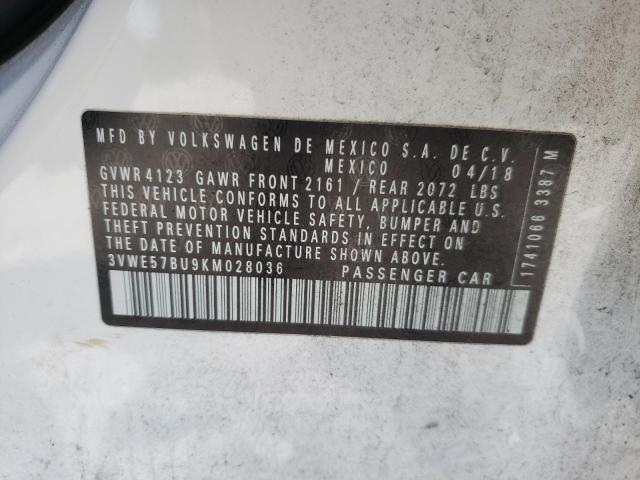 MFD BY VOLKSWAGEN DE MEXICO S.A. DE C.V.
MEXICO 04/18
GVWR 4123 GAWR FRONT 2161 / REAR 2072 LBS
THIS VEHICLE CONFORMS TO ALL APPLICABLE U.S.
FEDERAL MOTOR VEHICLE SAFETY, BUMPER AND
THEFT PREVENTION STANDARDS IN EFFECT ON
THE DATE OF MANUFACTURE SHOWN ABOVE.
3VWE57BU9KM028036 PASSENGER CAR
1741066 3387 M